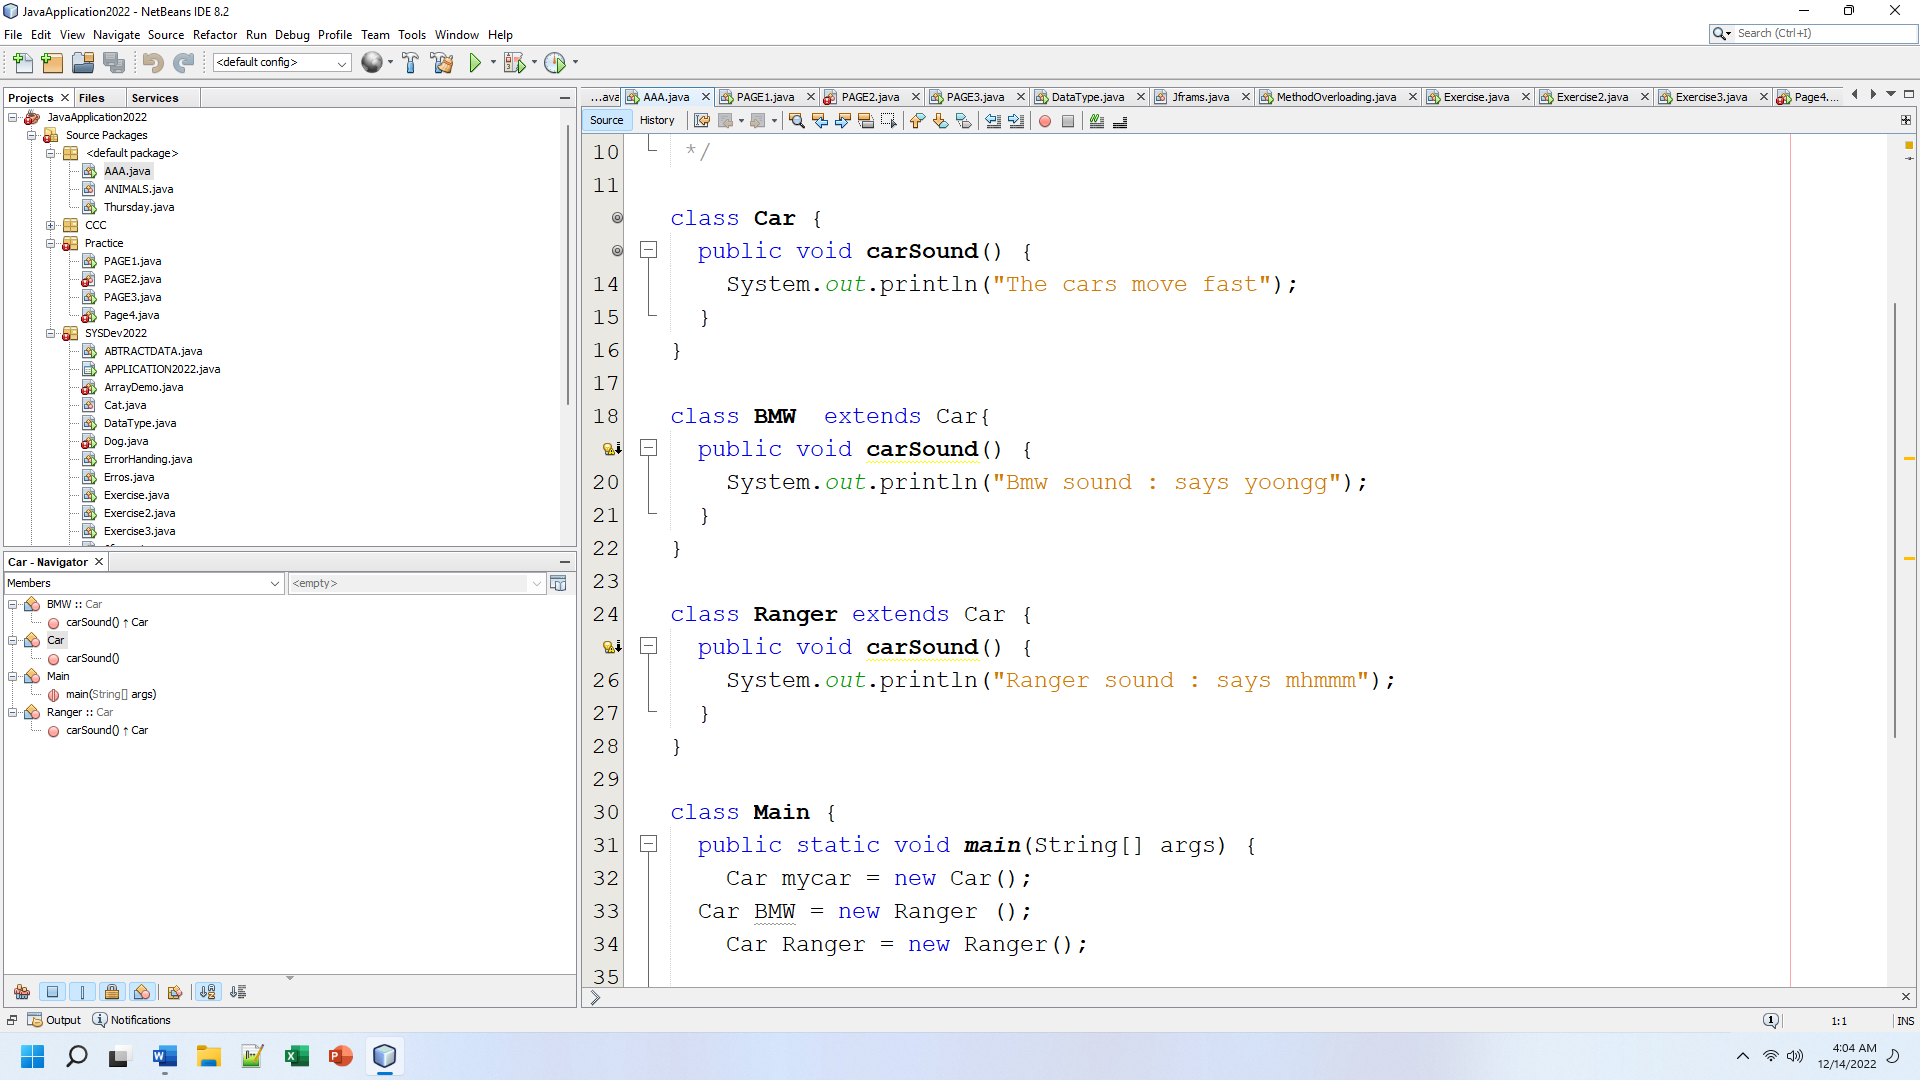 JavaApplication2022 - NetBeans IDE 8.2
File Edit View Navigate Source Refactor Run Debug Profile Team Tools Window Help
Search (Ctrl+I)
<default config>
Projects Files Services
JavaApplication2022
Source Packages
<default package>
AAA.java
ANIMALS.java
Thursday.java
CCC
Practice
PAGE1.java
PAGE2.java
PAGE3.java
Page4.java
SYSDev2022
ABTRACTDATA.java
APPLICATION2022.java
ArrayDemo.java
Cat.java
DataType.java
Dog.java
ErrorHanding.java
Erros.java
Exercise.java
Exercise2.java
Exercise3.java
Car - Navigator
Members <empty>
BMW :: Car
carSound() ↑ Car
Car
carSound()
Main
main(String[] args)
Ranger :: Car
carSound() ↑ Car
...ava AAA.java PAGE1.java PAGE2.java PAGE3.java DataType.java Jframs.java MethodOverloading.java Exercise.java Exercise2.java Exercise3.java Page4....
Source History
10 */
11
class Car {
public void carSound() {
14 System.out.println("The cars move fast");
15 }
16 }
17
18 class BMW  extends Car{
public void carSound() {
20 System.out.println("Bmw sound : says yoongg");
21 }
22 }
23
24 class Ranger extends Car {
public void carSound() {
26 System.out.println("Ranger sound : says mhmmm");
27 }
28 }
29
30 class Main {
31 public static void main(String[] args) {
32 Car mycar = new Car();
33 Car BMW = new Ranger ();
34 Car Ranger = new Ranger();
35
Output Notifications
1:1 INS
4:04 AM
12/14/2022